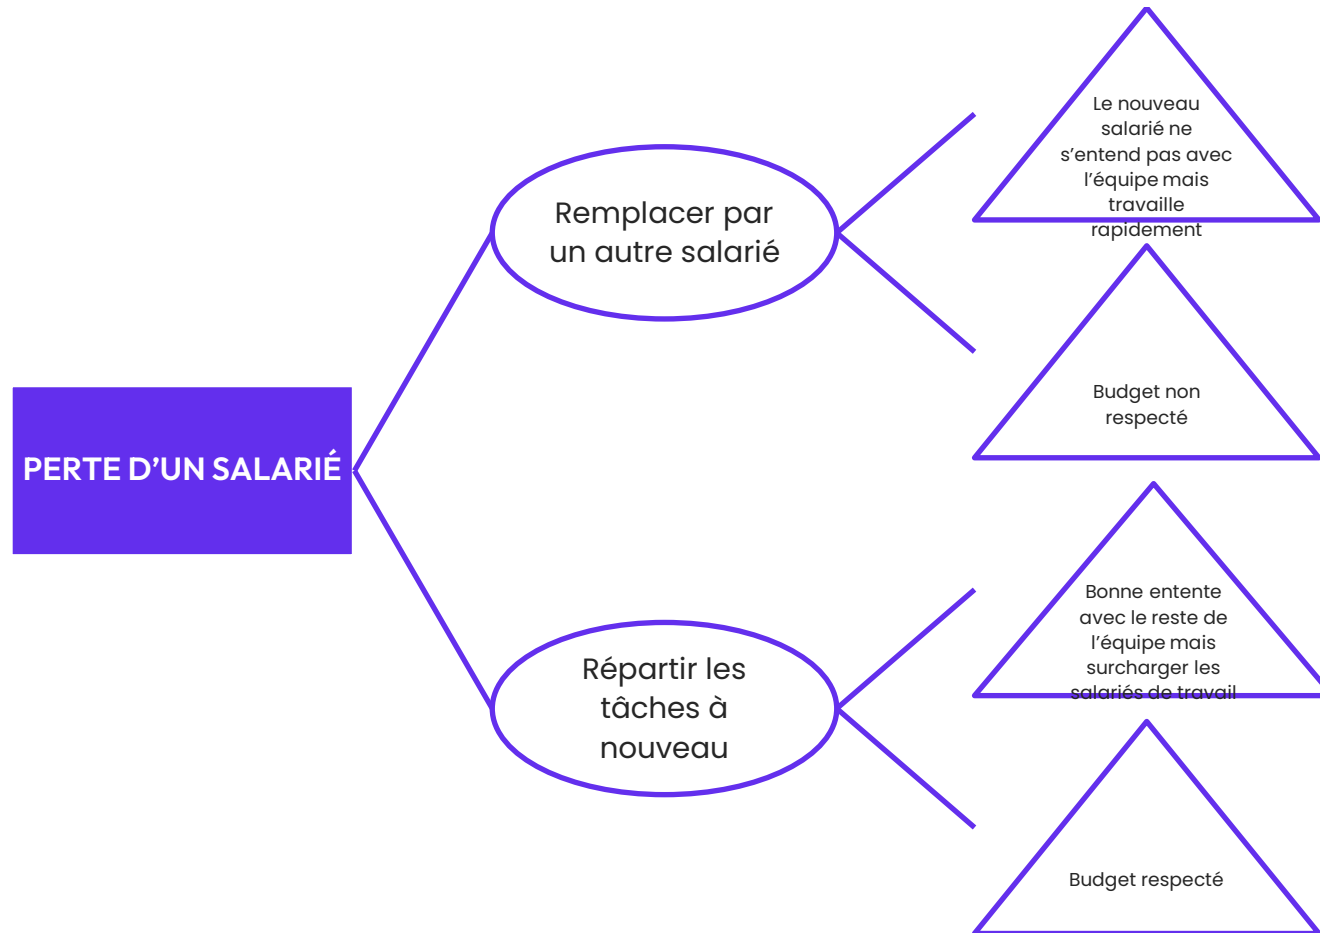 Le nouveau
salarié ne
s’entend pas avec
l’équipe mais
travaille
rapidement
Remplacer par
un autre salarié
Budget non
respecté
PERTE D’UN SALARIÉ
Bonne entente
avec le reste de
l’équipe mais
surcharger les
salariés de travail
Répartir les
tâches à
nouveau
Budget respecté